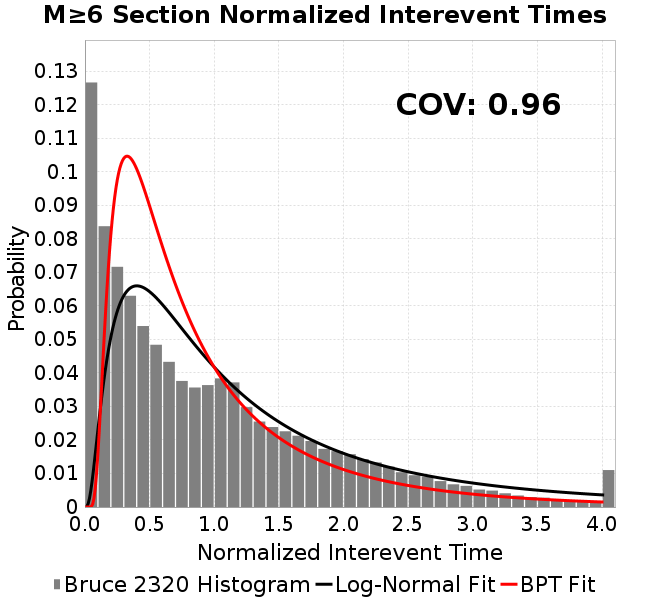 M≥6 Section Normalized Interevent Times
COV: 0.96
Probability
0.13
0.12
0.11
0.1
0.09
0.08
0.07
0.06
0.05
0.04
0.03
0.02
0.01
0
0.0 0.5 1.0 1.5 2.0 2.5 3.0 3.5 4.0
Normalized Interevent Time
Bruce 2320 Histogram Log-Normal Fit BPT Fit